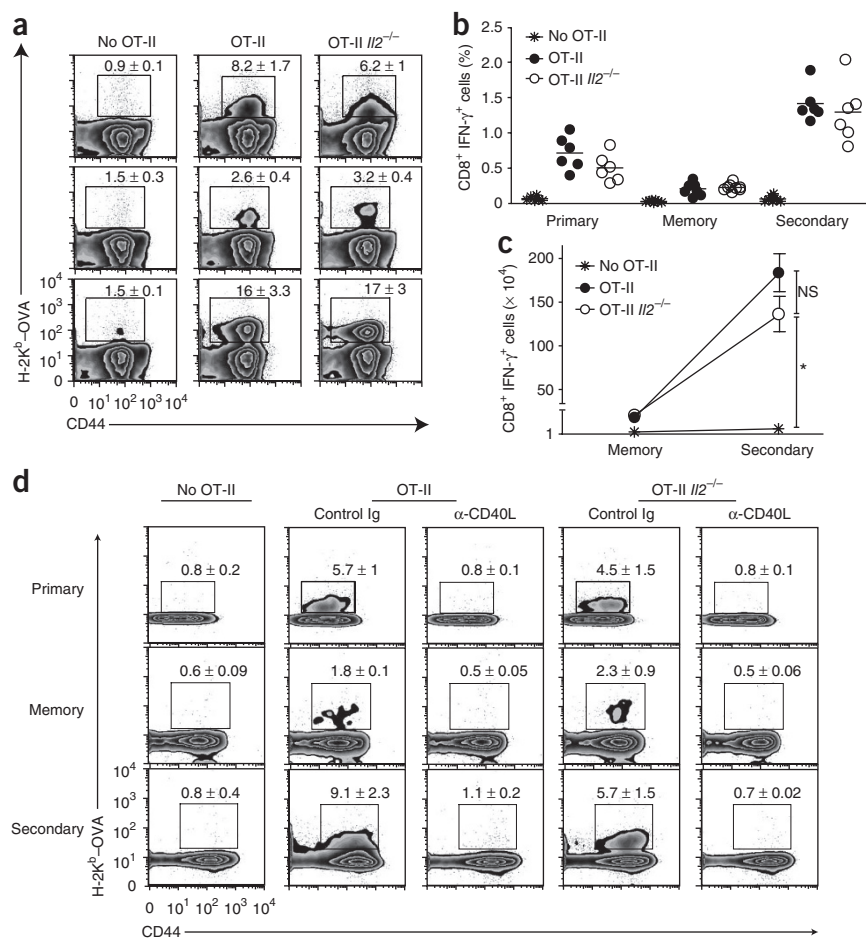 a
No OT-II OT-II OT-II Il2–/–
0.9 ± 0.1 8.2 ± 1.7 6.2 ± 1
1.5 ± 0.3 2.6 ± 0.4 3.2 ± 0.4
1.5 ± 0.1 16 ± 3.3 17 ± 3
10⁴
10³
10²
10¹
0
H-2Kᵇ–OVA
0 10¹ 10² 10³ 10⁴
CD44
b
No OT-II
OT-II
OT-II Il2–/–
CD8⁺ IFN-γ⁺ cells (%)
2.5
2.0
1.5
1.0
0.5
0
Primary Memory Secondary
c
No OT-II
OT-II
OT-II Il2–/–
CD8⁺ IFN-γ⁺ cells (× 10⁴)
200
150
100
50
1
NS
*
Memory Secondary
d
No OT-II OT-II OT-II Il2–/–
Control Ig α-CD40L Control Ig α-CD40L
Primary 0.8 ± 0.2 5.7 ± 1 0.8 ± 0.1 4.5 ± 1.5 0.8 ± 0.1
Memory 0.6 ± 0.09 1.8 ± 0.1 0.5 ± 0.05 2.3 ± 0.9 0.5 ± 0.06
Secondary 0.8 ± 0.4 9.1 ± 2.3 1.1 ± 0.2 5.7 ± 1.5 0.7 ± 0.02
10⁴
10³
10²
10¹
0
H-2Kᵇ–OVA
0 10¹ 10² 10³ 10⁴
CD44